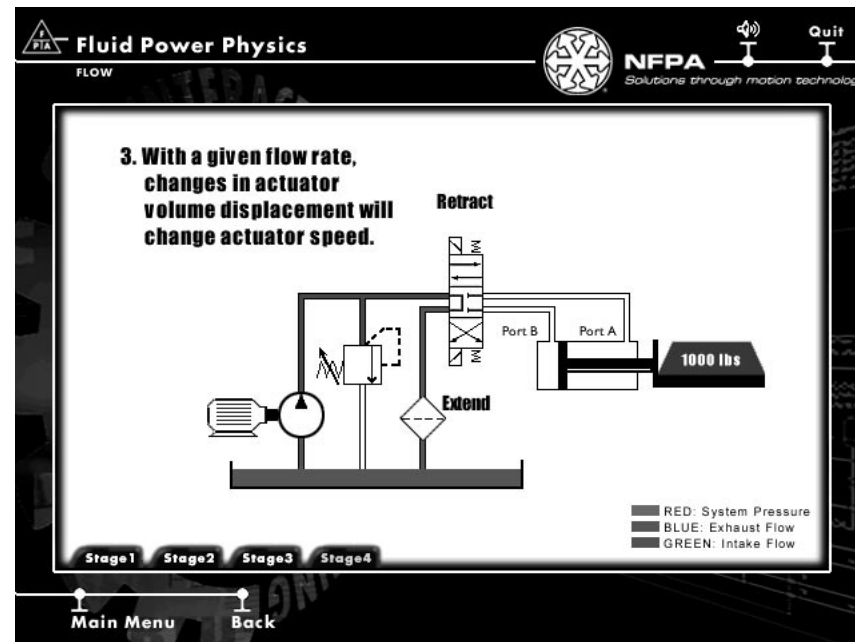 F
PTA
Fluid Power Physics
FLOW
NFPA
Solutions through motion technolog
Quit
3. With a given flow rate,
changes in actuator
volume displacement will
change actuator speed.
Retract
Port B
Port A
1000 lbs
Extend
RED: System Pressure
BLUE: Exhaust Flow
GREEN: Intake Flow
Stage1
Stage2
Stage3
Stage4
Main Menu
Back